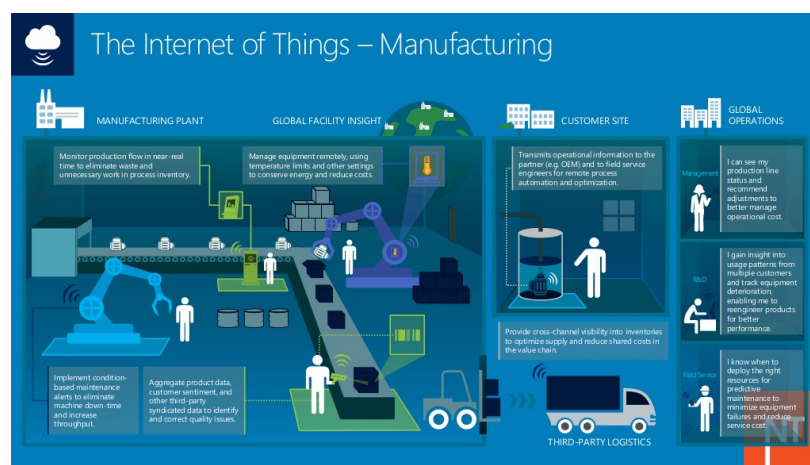 The Internet of Things – Manufacturing
MANUFACTURING PLANT
GLOBAL FACILITY INSIGHT
Monitor production flow in near-real
time to eliminate waste and
unnecessary work in process inventory.
Manage equipment remotely, using
temperature limits and other settings
to conserve energy and reduce costs.
Implement condition-
based maintenance
alerts to eliminate
machine down-time
and increase
throughput.
Aggregate product data,
customer sentiment, and
other third-party
syndicated data to identify
and correct quality issues.
CUSTOMER SITE
Transmits operational information to the
partner (e.g. OEM) and to field service
engineers for remote process
automation and optimization.
Provide cross-channel visibility into inventories
to optimize supply and reduce shared costs in
the value chain.
THIRD-PARTY LOGISTICS
GLOBAL
OPERATIONS
Management
I can see my
production line
status and
recommend
adjustments to
better manage
operational cost.
R&D
I gain insight into
usage patterns from
multiple customers
and track equipment
deterioration,
enabling me to
reengineer products
for better
performance.
Field Service
I know when to
deploy the right
resources for
predictive
maintenance to
minimize equipment
failures and reduce
service cost.
NT